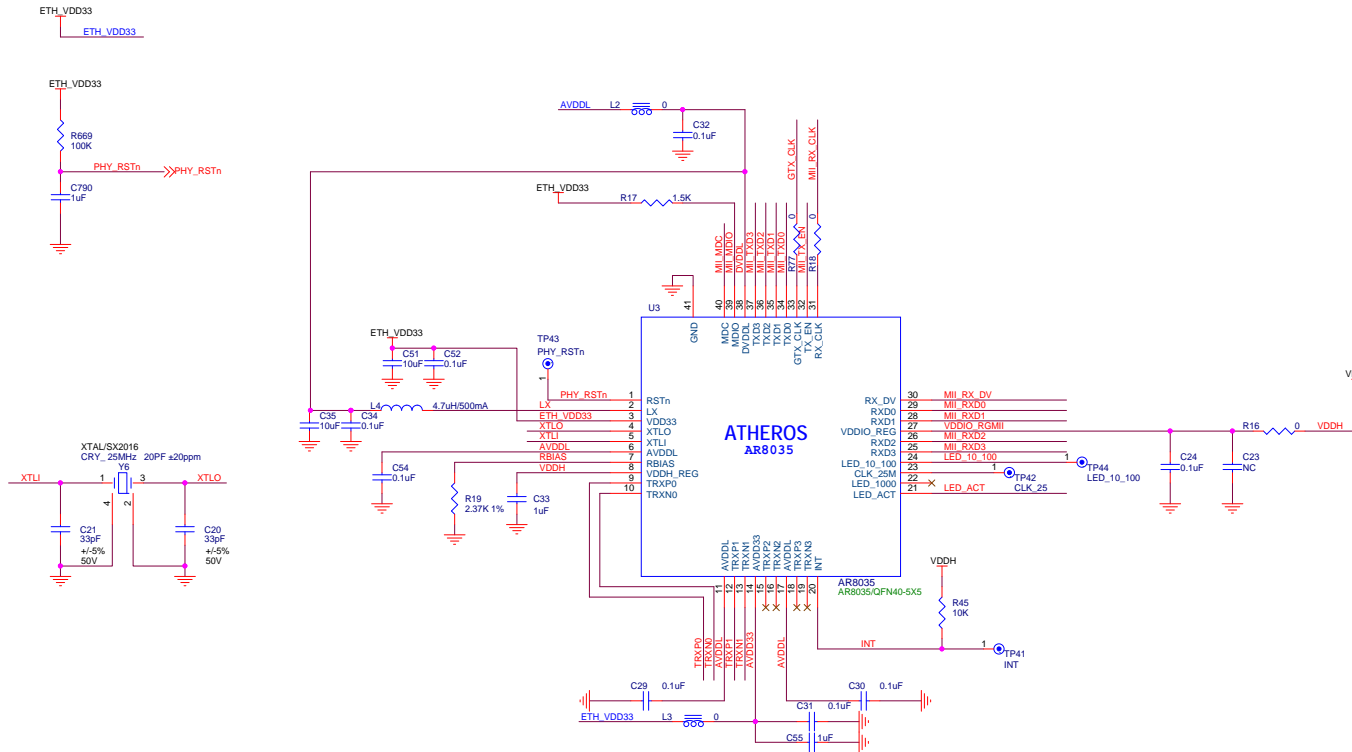 ETH_VDD33
ETH_VDD33
ETH_VDD33
R669
100K
PHY_RSTn
PHY_RSTn
C790
1uF
AVDDL
L2
0
C32
0.1uF
ETH_VDD33
R17
1.5K
GTX_CLK
MII_RX_CLK
0
0
R77
R18
MII_MDC
MII_MDIO
DVDDL
MII_TXD3
MII_TXD2
MII_TXD1
MII_TXD0
MII_TX_EN
41
40
39
38
37
36
35
34
33
32
31
U3
GND
MDC
MDIO
DVDDL
TXD3
TXD2
TXD1
TXD0
GTX_CLK
TX_EN
RX_CLK
ETH_VDD33
C51
10uF
C52
0.1uF
TP43
PHY_RSTn
1
L4
4.7uH/500mA
C35
10uF
C34
0.1uF
PHY_RSTn
LX
ETH_VDD33
XTLO
XTLI
AVDDL
RBIAS
VDDH
1
2
3
4
5
6
7
8
9
10
RSTn
LX
VDD33
XTLO
XTLI
AVDDL
RBIAS
VDDH_REG
TRXP0
TRXN0
ATHEROS
AR8035
RX_DV
RXD0
RXD1
VDDIO_REG
RXD2
RXD3
LED_10_100
CLK_25M
LED_1000
LED_ACT
30
29
28
27
26
25
24
23
22
21
MII_RX_DV
MII_RXD0
MII_RXD1
VDDIO_RGMII
MII_RXD2
MII_RXD3
LED_10_100
LED_ACT
1
TP44
LED_10_100
1
TP42
CLK_25
C24
0.1uF
C23
NC
R16
0
VDDH
C54
0.1uF
R19
2.37K 1%
C33
1uF
XTAL/SX2016
CRY_ 25MHz 20PF ±20ppm
Y6
XTLI
1
3
XTLO
4
2
C21
33pF
+/-5%
50V
C20
33pF
+/-5%
50V
AVDDL
TRXP1
TRXN1
AVDD33
TRXP2
TRXN2
AVDDL
TRXP3
TRXN3
INT
11
12
13
14
15
16
17
18
19
20
AR8035
AR8035/QFN40-5X5
TRXP0
TRXN0
AVDDL
TRXP1
TRXN1
AVDD33
AVDDL
VDDH
R45
10K
INT
1
TP41
INT
C29
0.1uF
C30
0.1uF
ETH_VDD33
L3
0
C31
0.1uF
C55
1uF